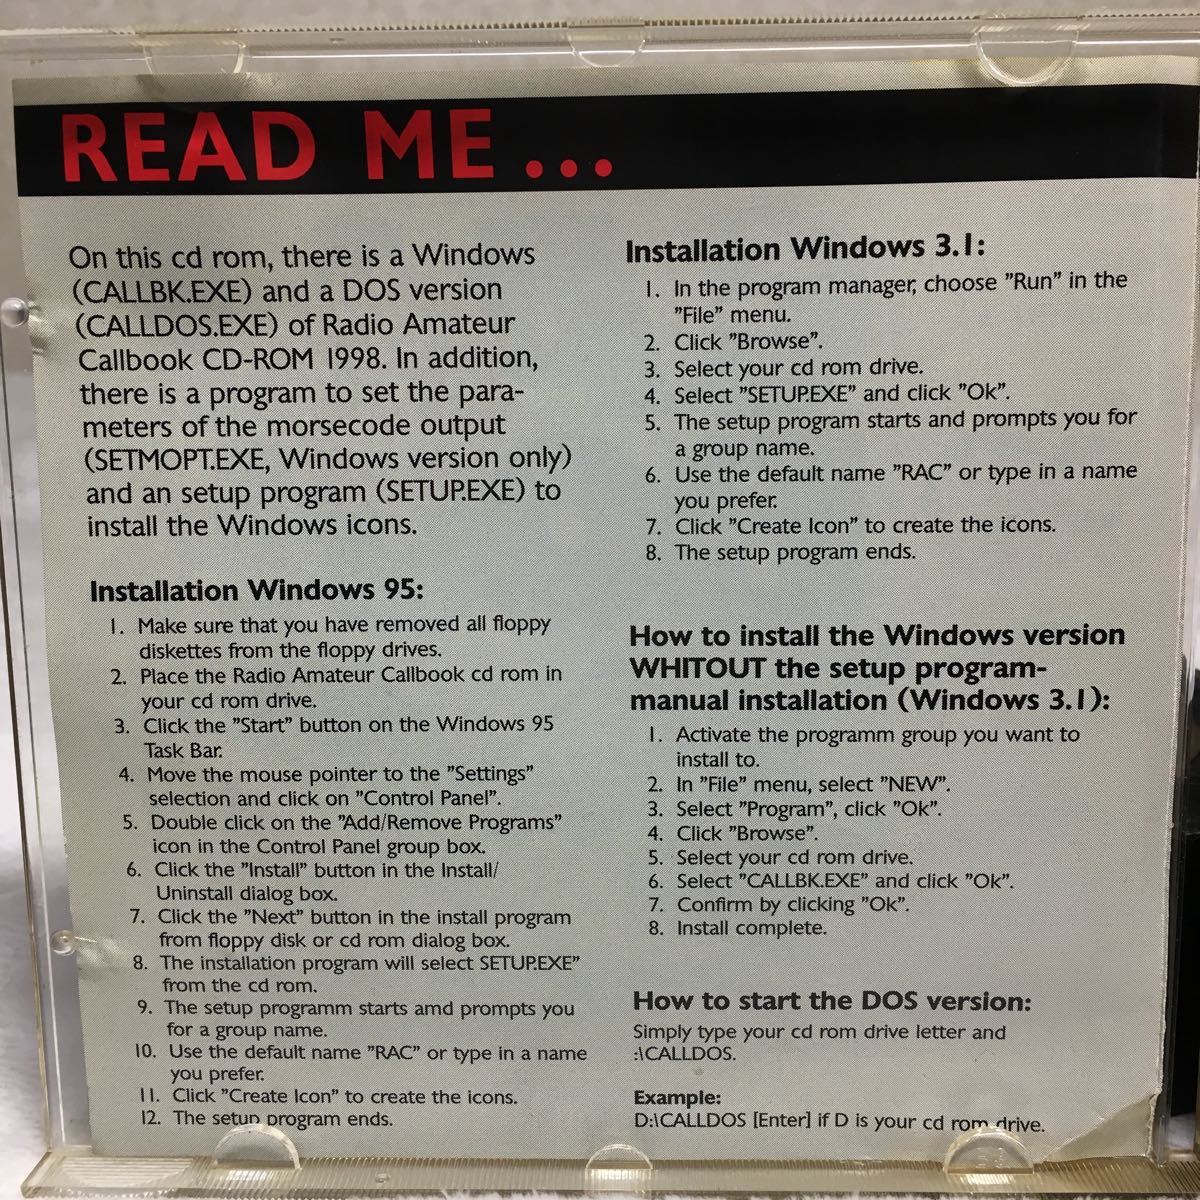 READ ME...
On this cd rom, there is a Windows
(CALLBK.EXE) and a DOS version
(CALLDOS.EXE) of Radio Amateur
Callbook CD-ROM 1998. In addition,
there is a program to set the para-
meters of the morsecode output
(SETMOPT.EXE, Windows version only)
and an setup program (SETUP.EXE) to
install the Windows icons.
Installation Windows 95:
1. Make sure that you have removed all floppy
diskettes from the floppy drives.
2. Place the Radio Amateur Callbook cd rom in
your cd rom drive.
3. Click the "Start" button on the Windows 95
Task Bar.
4. Move the mouse pointer to the "Settings"
selection and click on "Control Panel".
5. Double click on the "Add/Remove Programs"
icon in the Control Panel group box.
6. Click the "Install" button in the Install/
Uninstall dialog box.
7. Click the "Next" button in the install program
from floppy disk or cd rom dialog box.
8. The installation program will select SETUP.EXE"
from the cd rom.
9. The setup programm starts amd prompts you
for a group name.
10. Use the default name "RAC" or type in a name
you prefer.
11. Click "Create Icon" to create the icons.
12. The setup program ends.
Installation Windows 3.1:
1. In the program manager, choose "Run" in the
"File" menu.
2. Click "Browse".
3. Select your cd rom drive.
4. Select "SETUP.EXE" and click "Ok".
5. The setup program starts and prompts you for
a group name.
6. Use the default name "RAC" or type in a name
you prefer.
7. Click "Create Icon" to create the icons.
8. The setup program ends.
How to install the Windows version
WHITOUT the setup program-
manual installation (Windows 3.1):
1. Activate the programm group you want to
install to.
2. In "File" menu, select "NEW".
3. Select "Program", click "Ok".
4. Click "Browse".
5. Select your cd rom drive.
6. Select "CALLBK.EXE" and click "Ok".
7. Confirm by clicking "Ok".
8. Install complete.
How to start the DOS version:
Simply type your cd rom drive letter and
:\CALLDOS.
Example:
D:\CALLDOS [Enter] if D is your cd rom drive.